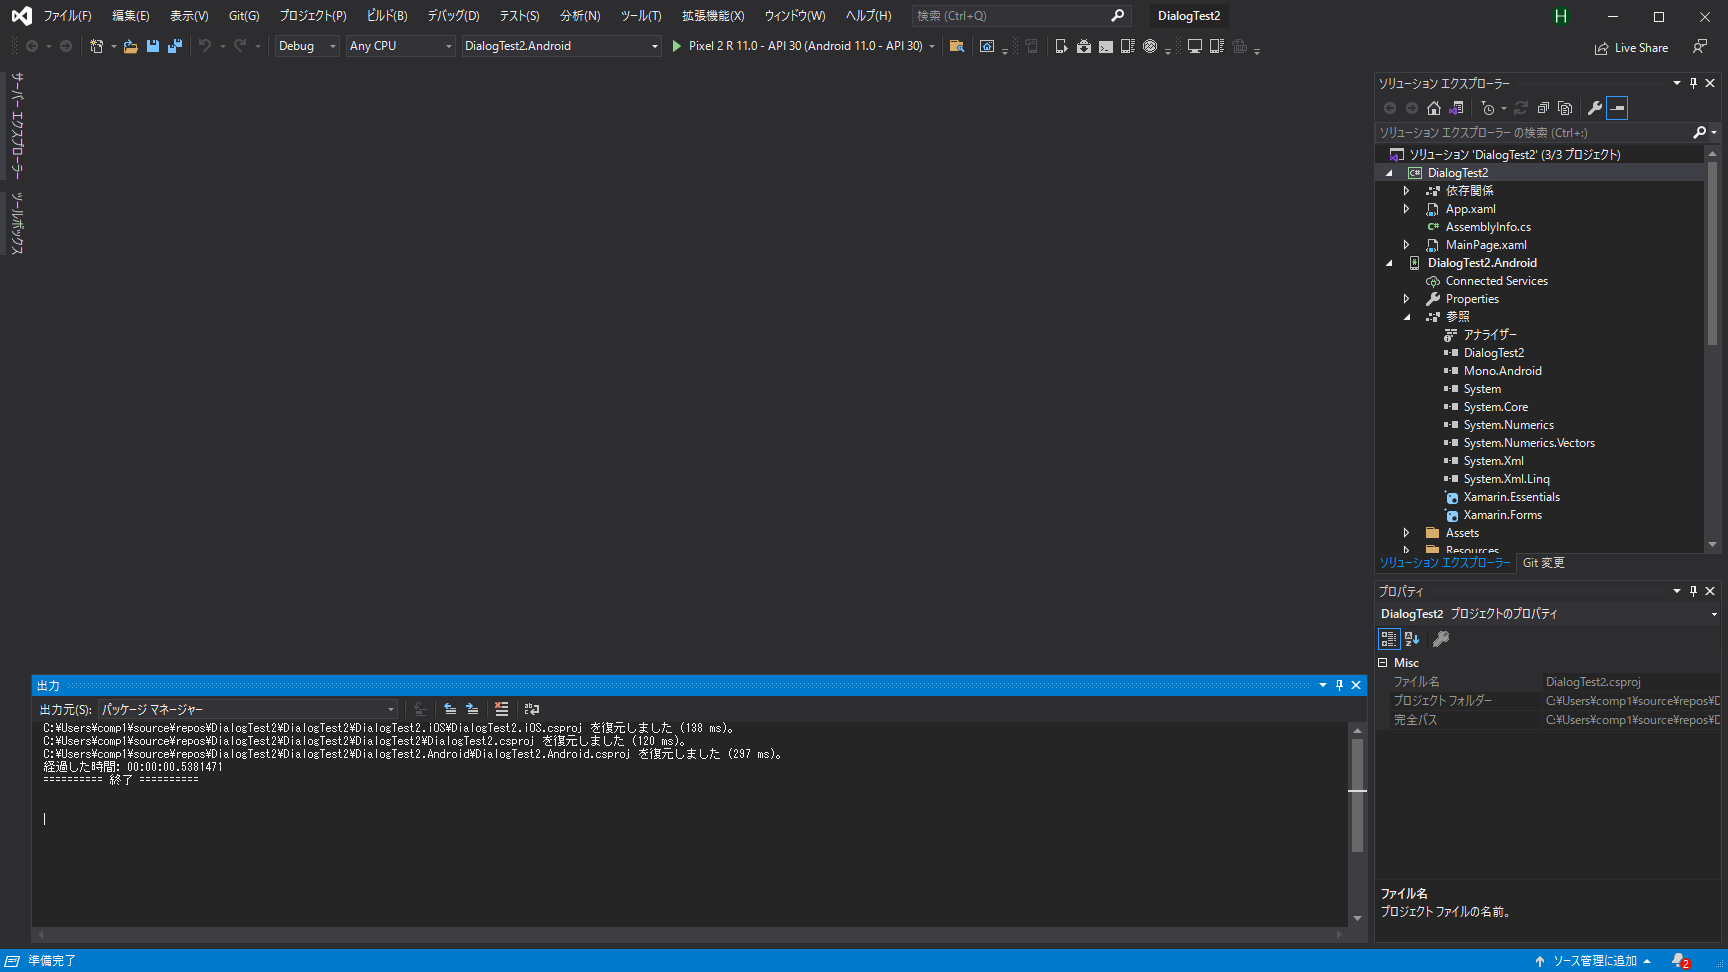 ファイル(F) 編集(E) 表示(V) Git(G) プロジェクト(P) ビルド(B) デバッグ(D) テスト(S) 分析(N) ツール(T) 拡張機能(X) ウィンドウ(W) ヘルプ(H) 検索 (Ctrl+Q) DialogTest2 H
Debug Any CPU DialogTest2.Android Pixel 2 R 11.0 - API 30 (Android 11.0 - API 30) Live Share
サーバー エクスプローラー
ツールボックス
ソリューション エクスプローラー
ソリューション エクスプローラー の検索 (Ctrl+:)
ソリューション 'DialogTest2' (3/3 プロジェクト)
DialogTest2
依存関係
App.xaml
AssemblyInfo.cs
MainPage.xaml
DialogTest2.Android
Connected Services
Properties
参照
アナライザー
DialogTest2
Mono.Android
System
System.Core
System.Numerics
System.Numerics.Vectors
System.Xml
System.Xml.Linq
Xamarin.Essentials
Xamarin.Forms
Assets
Resources
ソリューション エクスプローラー Git 変更
プロパティ
DialogTest2 プロジェクトのプロパティ
Misc
ファイル名 DialogTest2.csproj
プロジェクト フォルダー C:¥Users¥comp1¥source¥repos¥D
完全パス C:¥Users¥comp1¥source¥repos¥D
ファイル名
プロジェクト ファイルの名前。
出力
出力元(S): パッケージ マネージャー
C:¥Users¥comp1¥source¥repos¥DialogTest2¥DialogTest2¥DialogTest2.iOS¥DialogTest2.iOS.csproj を復元しました (138 ms)。
C:¥Users¥comp1¥source¥repos¥DialogTest2¥DialogTest2¥DialogTest2¥DialogTest2.csproj を復元しました (120 ms)。
C:¥Users¥comp1¥source¥repos¥DialogTest2¥DialogTest2¥DialogTest2.Android¥DialogTest2.Android.csproj を復元しました (297 ms)。
経過した時間: 00:00:00.5381471
========== 終了 ==========
準備完了 ソース管理に追加 2